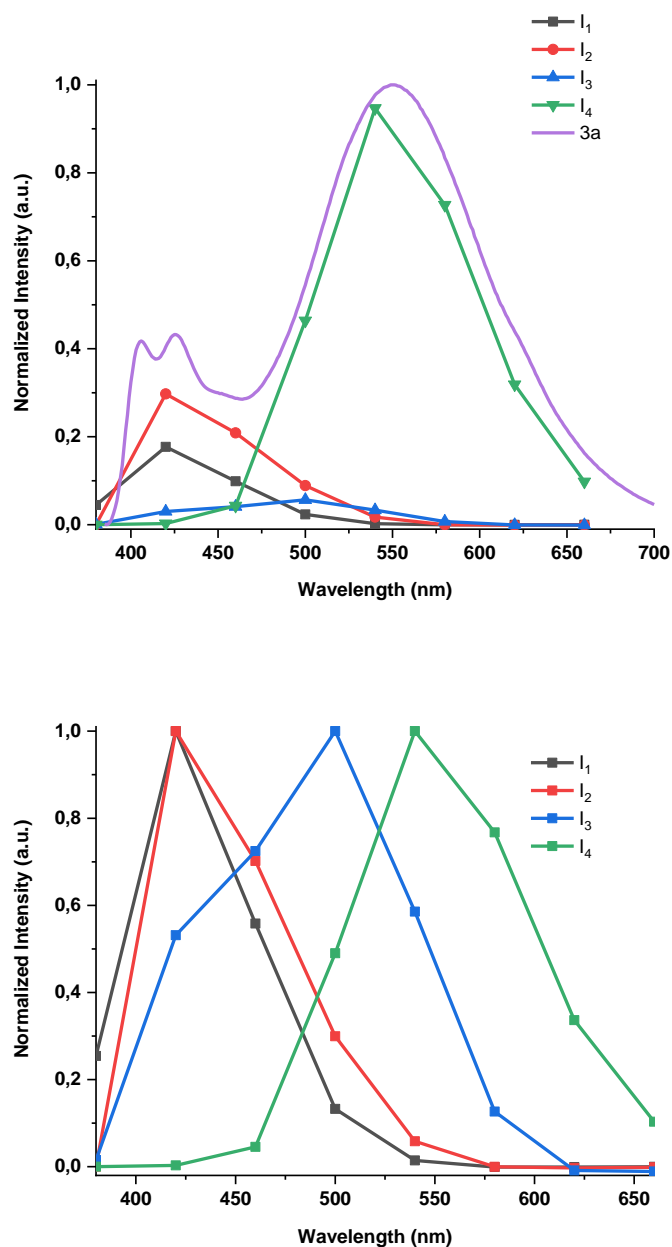 I₁
I₂
I₃
I₄
3a
1,0
0,8
0,6
0,4
0,2
0,0
Normalized Intensity (a.u.)
400 450 500 550 600 650 700
Wavelength (nm)
1,0
0,8
0,6
0,4
0,2
0,0
Normalized Intensity (a.u.)
I₁
I₂
I₃
I₄
400 450 500 550 600 650
Wavelength (nm)